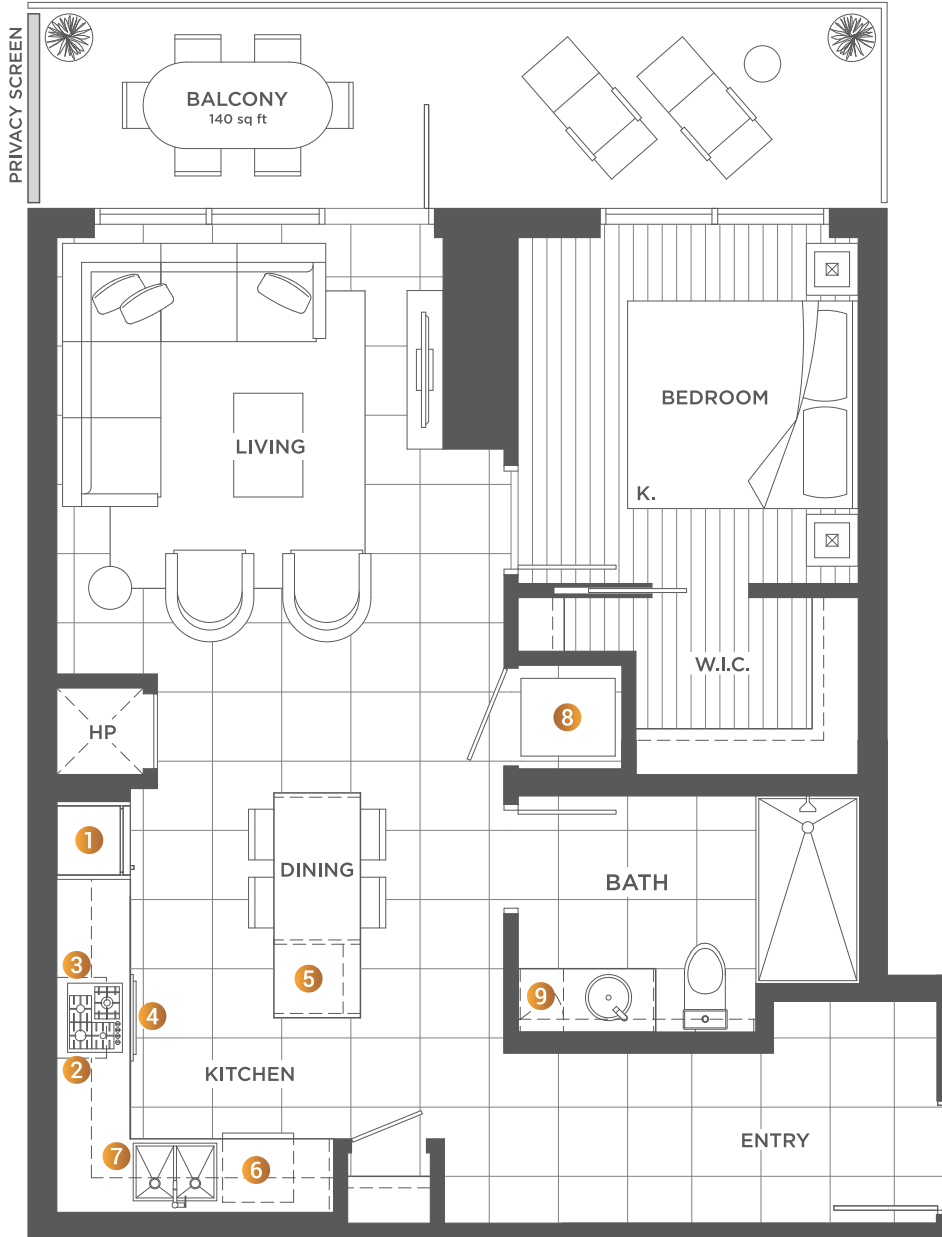 PRIVACY SCREEN
BALCONY
140 sq ft
BEDROOM
LIVING
K.
W.I.C.
8
HP
1
DINING
BATH
3
5
9
4
2
KITCHEN
7
6
ENTRY